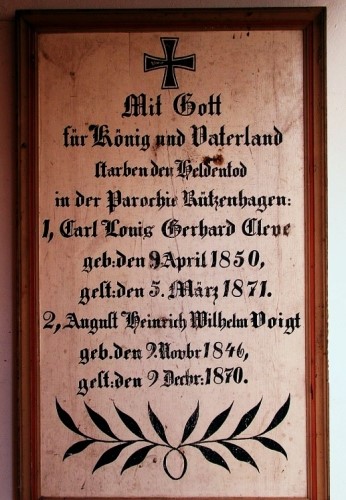 Mit Gott
für König und Vaterland
starben den Heldentod
in der Parochie Rützenhagen:
1, Carl Louis Gerhard Cleve
geb: den 9 April 1850,
gest: den 5. März 1871.
2, August Heinrich Wilhelm Voigt
geb. den 9. Novbr 1846,
gest: den 9 Decbr: 1870.